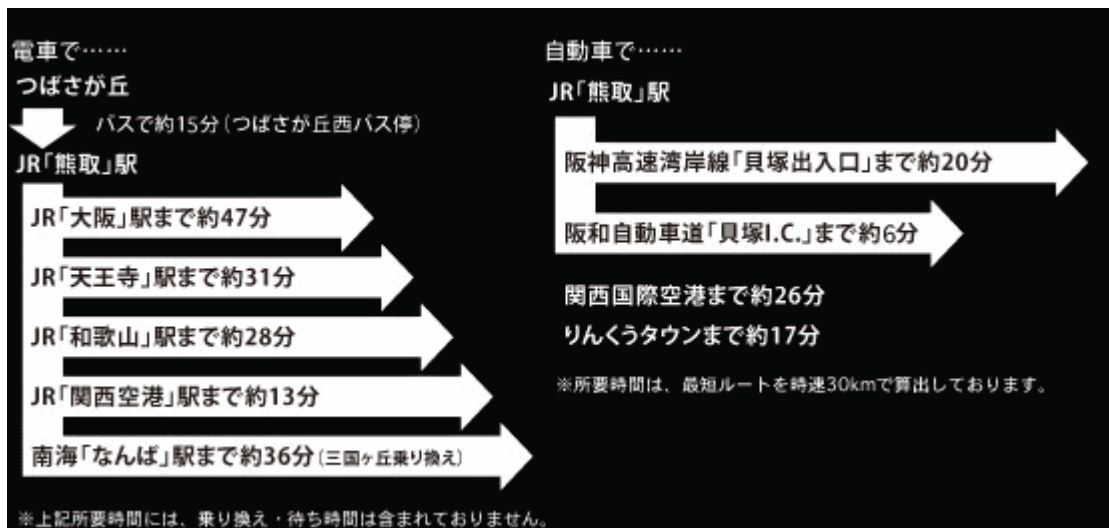 電車で……
つばさが丘
バスで約15分(つばさが丘西バス停)
JR「熊取」駅
JR「大阪」駅まで約47分
JR「天王寺」駅まで約31分
JR「和歌山」駅まで約28分
JR「関西空港」駅まで約13分
南海「なんば」駅まで約36分(三国ヶ丘乗り換え)
※上記所要時間には、乗り換え・待ち時間は含まれておりません。
自動車で……
JR「熊取」駅
阪神高速湾岸線「貝塚出入口」まで約20分
阪和自動車道「貝塚I.C.」まで約6分
関西国際空港まで約26分
りんくうタウンまで約17分
※所要時間は、最短ルートを時速30kmで算出しております。